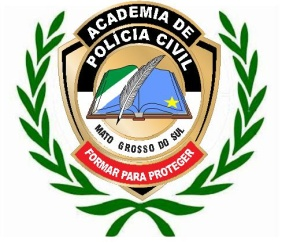 ACADEMIA DE
POLÍCIA CIVIL
MATO GROSSO DO SUL
FORMAR PARA PROTEGER